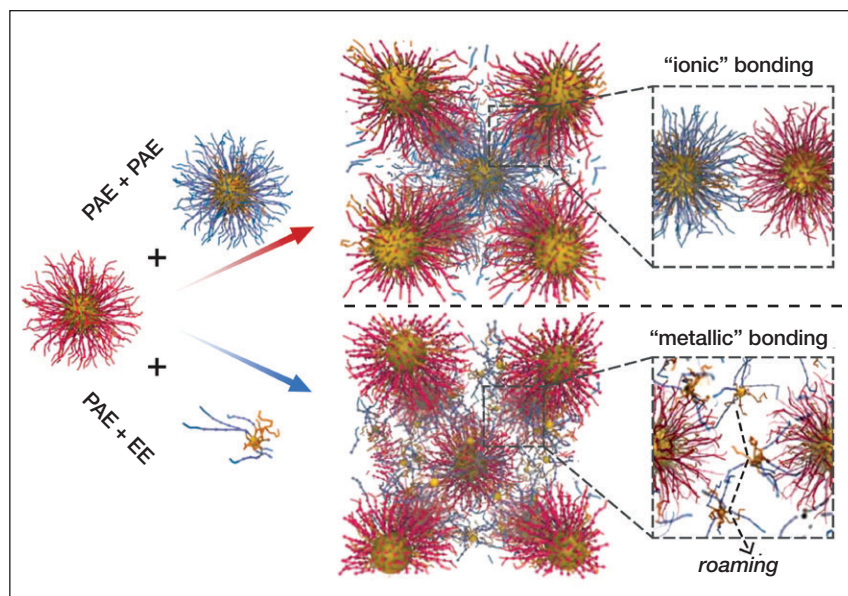 PAE + PAE
+
+
PAE + EE
“ionic” bonding
“metallic” bonding
roaming